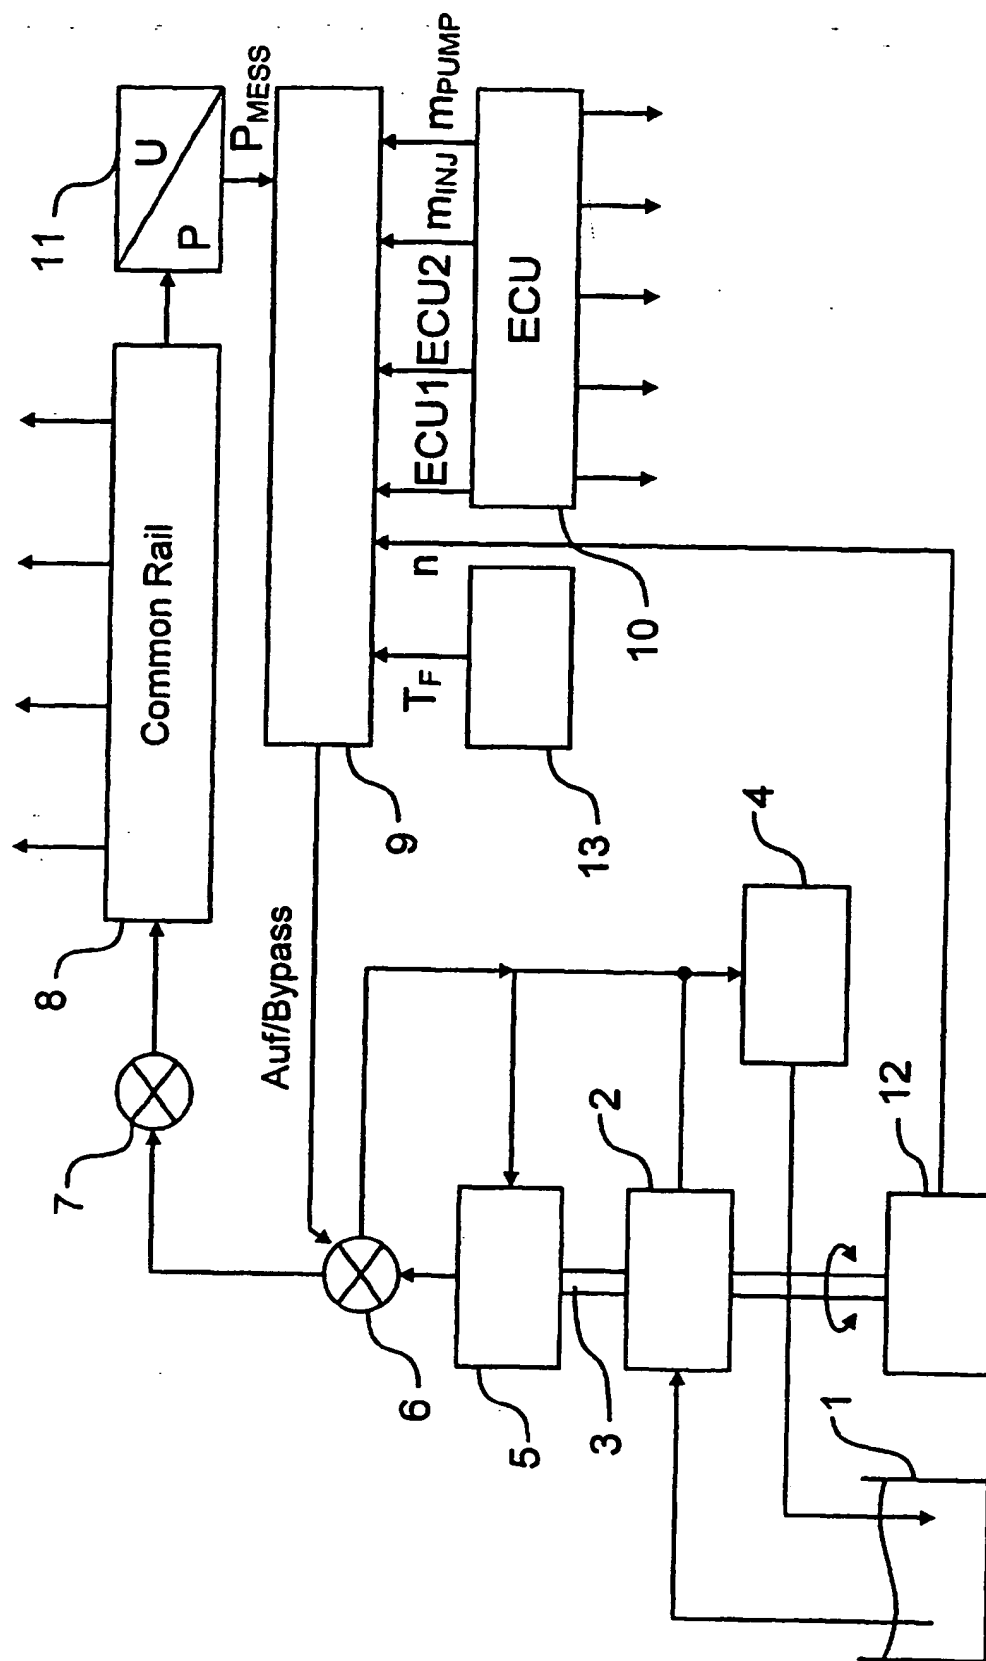 11
U
P
P_MESS
Common Rail
8
7
Auf/Bypass
9
T_F
n
ECU1
ECU2
m_INJ
m_PUMP
ECU
10
13
4
6
5
3
2
12
1